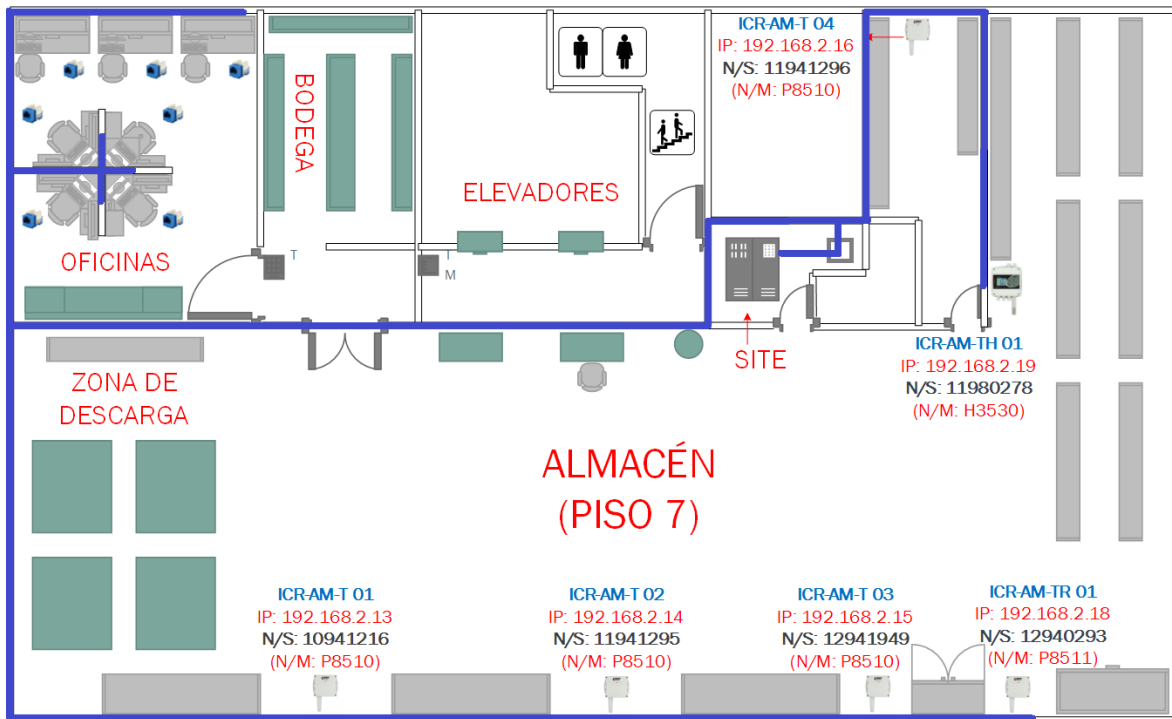 ICR-AM-T 04
IP: 192.168.2.16
N/S: 11941296
(N/M: P8510)
BODEGA
ELEVADORES
OFICINAS
T
T
M
SITE
ICR-AM-TH 01
IP: 192.168.2.19
N/S: 11980278
(N/M: H3530)
ZONA DE
DESCARGA
ALMACÉN
(PISO 7)
ICR-AM-T 01
IP: 192.168.2.13
N/S: 10941216
(N/M: P8510)
ICR-AM-T 02
IP: 192.168.2.14
N/S: 11941295
(N/M: P8510)
ICR-AM-T 03
IP: 192.168.2.15
N/S: 12941949
(N/M: P8510)
ICR-AM-TR 01
IP: 192.168.2.18
N/S: 12940293
(N/M: P8511)